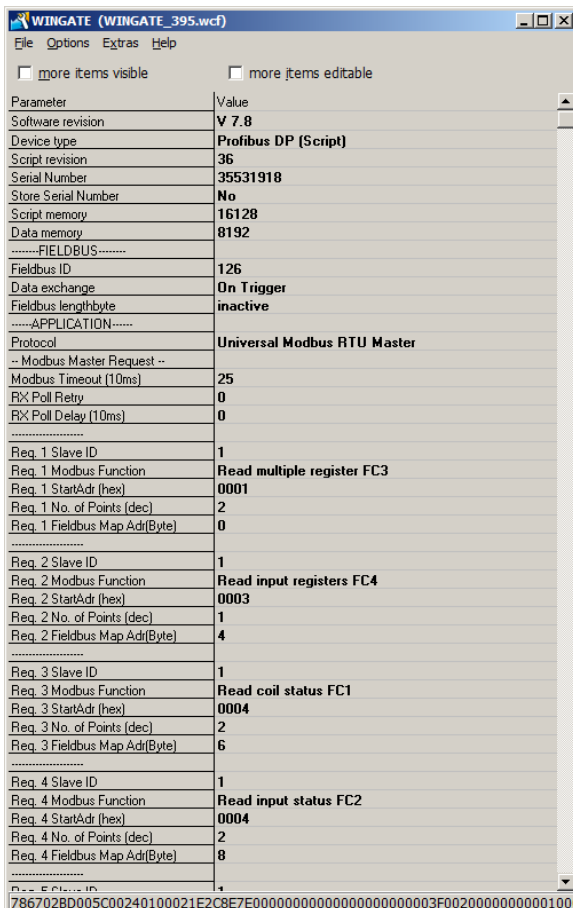 WINGATE (WINGATE_395.wcf)
File Options Extras Help
more items visible more items editable
Parameter Value
Software revision V 7.8
Device type Profibus DP (Script)
Script revision 36
Serial Number 35531918
Store Serial Number No
Script memory 16128
Data memory 8192
--------FIELDBUS--------
Fieldbus ID 126
Data exchange On Trigger
Fieldbus lengthbyte inactive
------APPLICATION------
Protocol Universal Modbus RTU Master
-- Modbus Master Request --
Modbus Timeout (10ms) 25
RX Poll Retry 0
RX Poll Delay (10ms) 0
---------------------
Req. 1 Slave ID 1
Req. 1 Modbus Function Read multiple register FC3
Req. 1 StartAdr (hex) 0001
Req. 1 No. of Points (dec) 2
Req. 1 Fieldbus Map Adr(Byte) 0
---------------------
Req. 2 Slave ID 1
Req. 2 Modbus Function Read input registers FC4
Req. 2 StartAdr (hex) 0003
Req. 2 No. of Points (dec) 1
Req. 2 Fieldbus Map Adr(Byte) 4
---------------------
Req. 3 Slave ID 1
Req. 3 Modbus Function Read coil status FC1
Req. 3 StartAdr (hex) 0004
Req. 3 No. of Points (dec) 2
Req. 3 Fieldbus Map Adr(Byte) 6
---------------------
Req. 4 Slave ID 1
Req. 4 Modbus Function Read input status FC2
Req. 4 StartAdr (hex) 0004
Req. 4 No. of Points (dec) 2
Req. 4 Fieldbus Map Adr(Byte) 8
---------------------
Req. 5 Slave ID 1